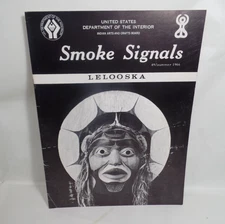 UNITED STATES
DEPARTMENT OF THE INTERIOR
INDIAN ARTS AND CRAFTS BOARD
Smoke Signals
LELOOSKA